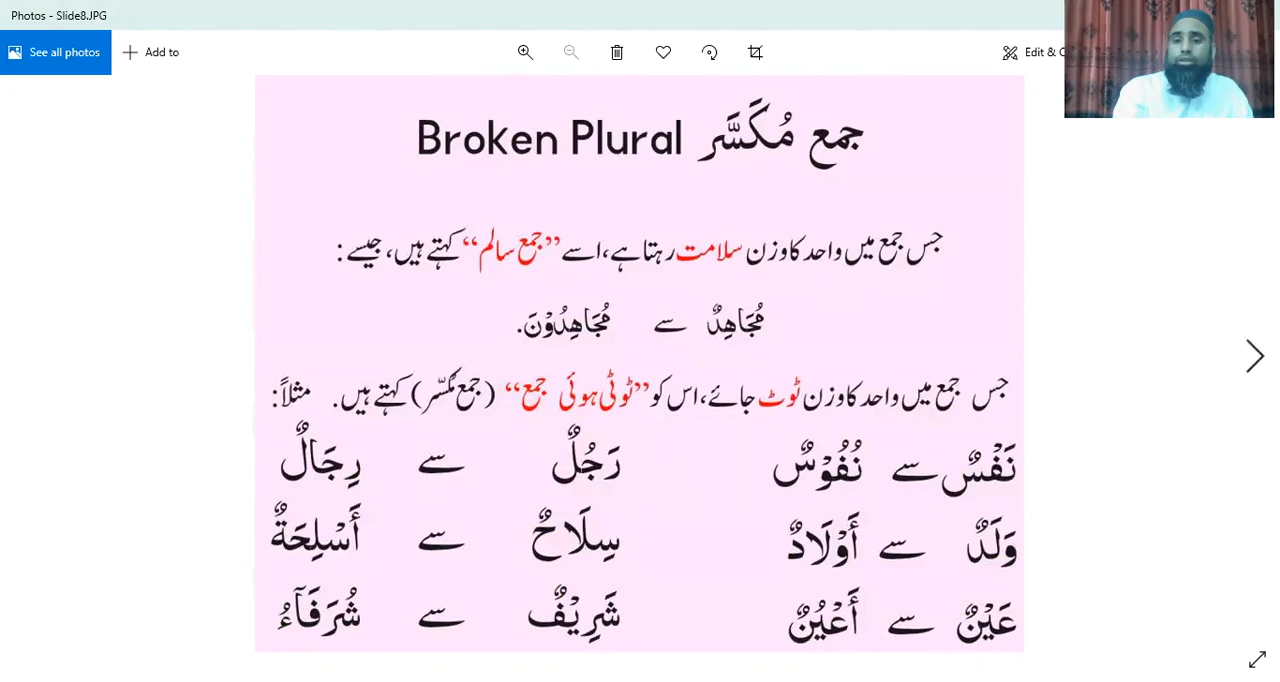 Photos - Slide8.JPG
See all photos
Add to
Edit & C
جمع مُکَسَّر Broken Plural
جس جمع میں واحد کا وزن سلامت رہتا ہے، اسے ”جمع سالم“ کہتے ہیں، جیسے :
مُجَاهِدٌ سے مُجَاهِدُوْنَ.
جس جمع میں واحد کا وزن ٹوٹ جائے، اس کو ”ٹوٹی ہوئی جمع“ (جمع مُکسّر) کہتے ہیں. مثلاً:
نَفْسٌ سے نُفُوْسٌ رَجُلٌ سے رِجَالٌ
وَلَدٌ سے أَوْلَادٌ سِلَاحٌ سے أَسْلِحَةٌ
عَيْنٌ سے أَعْيُنٌ شَرِيْفٌ سے شُرَفَآءُ